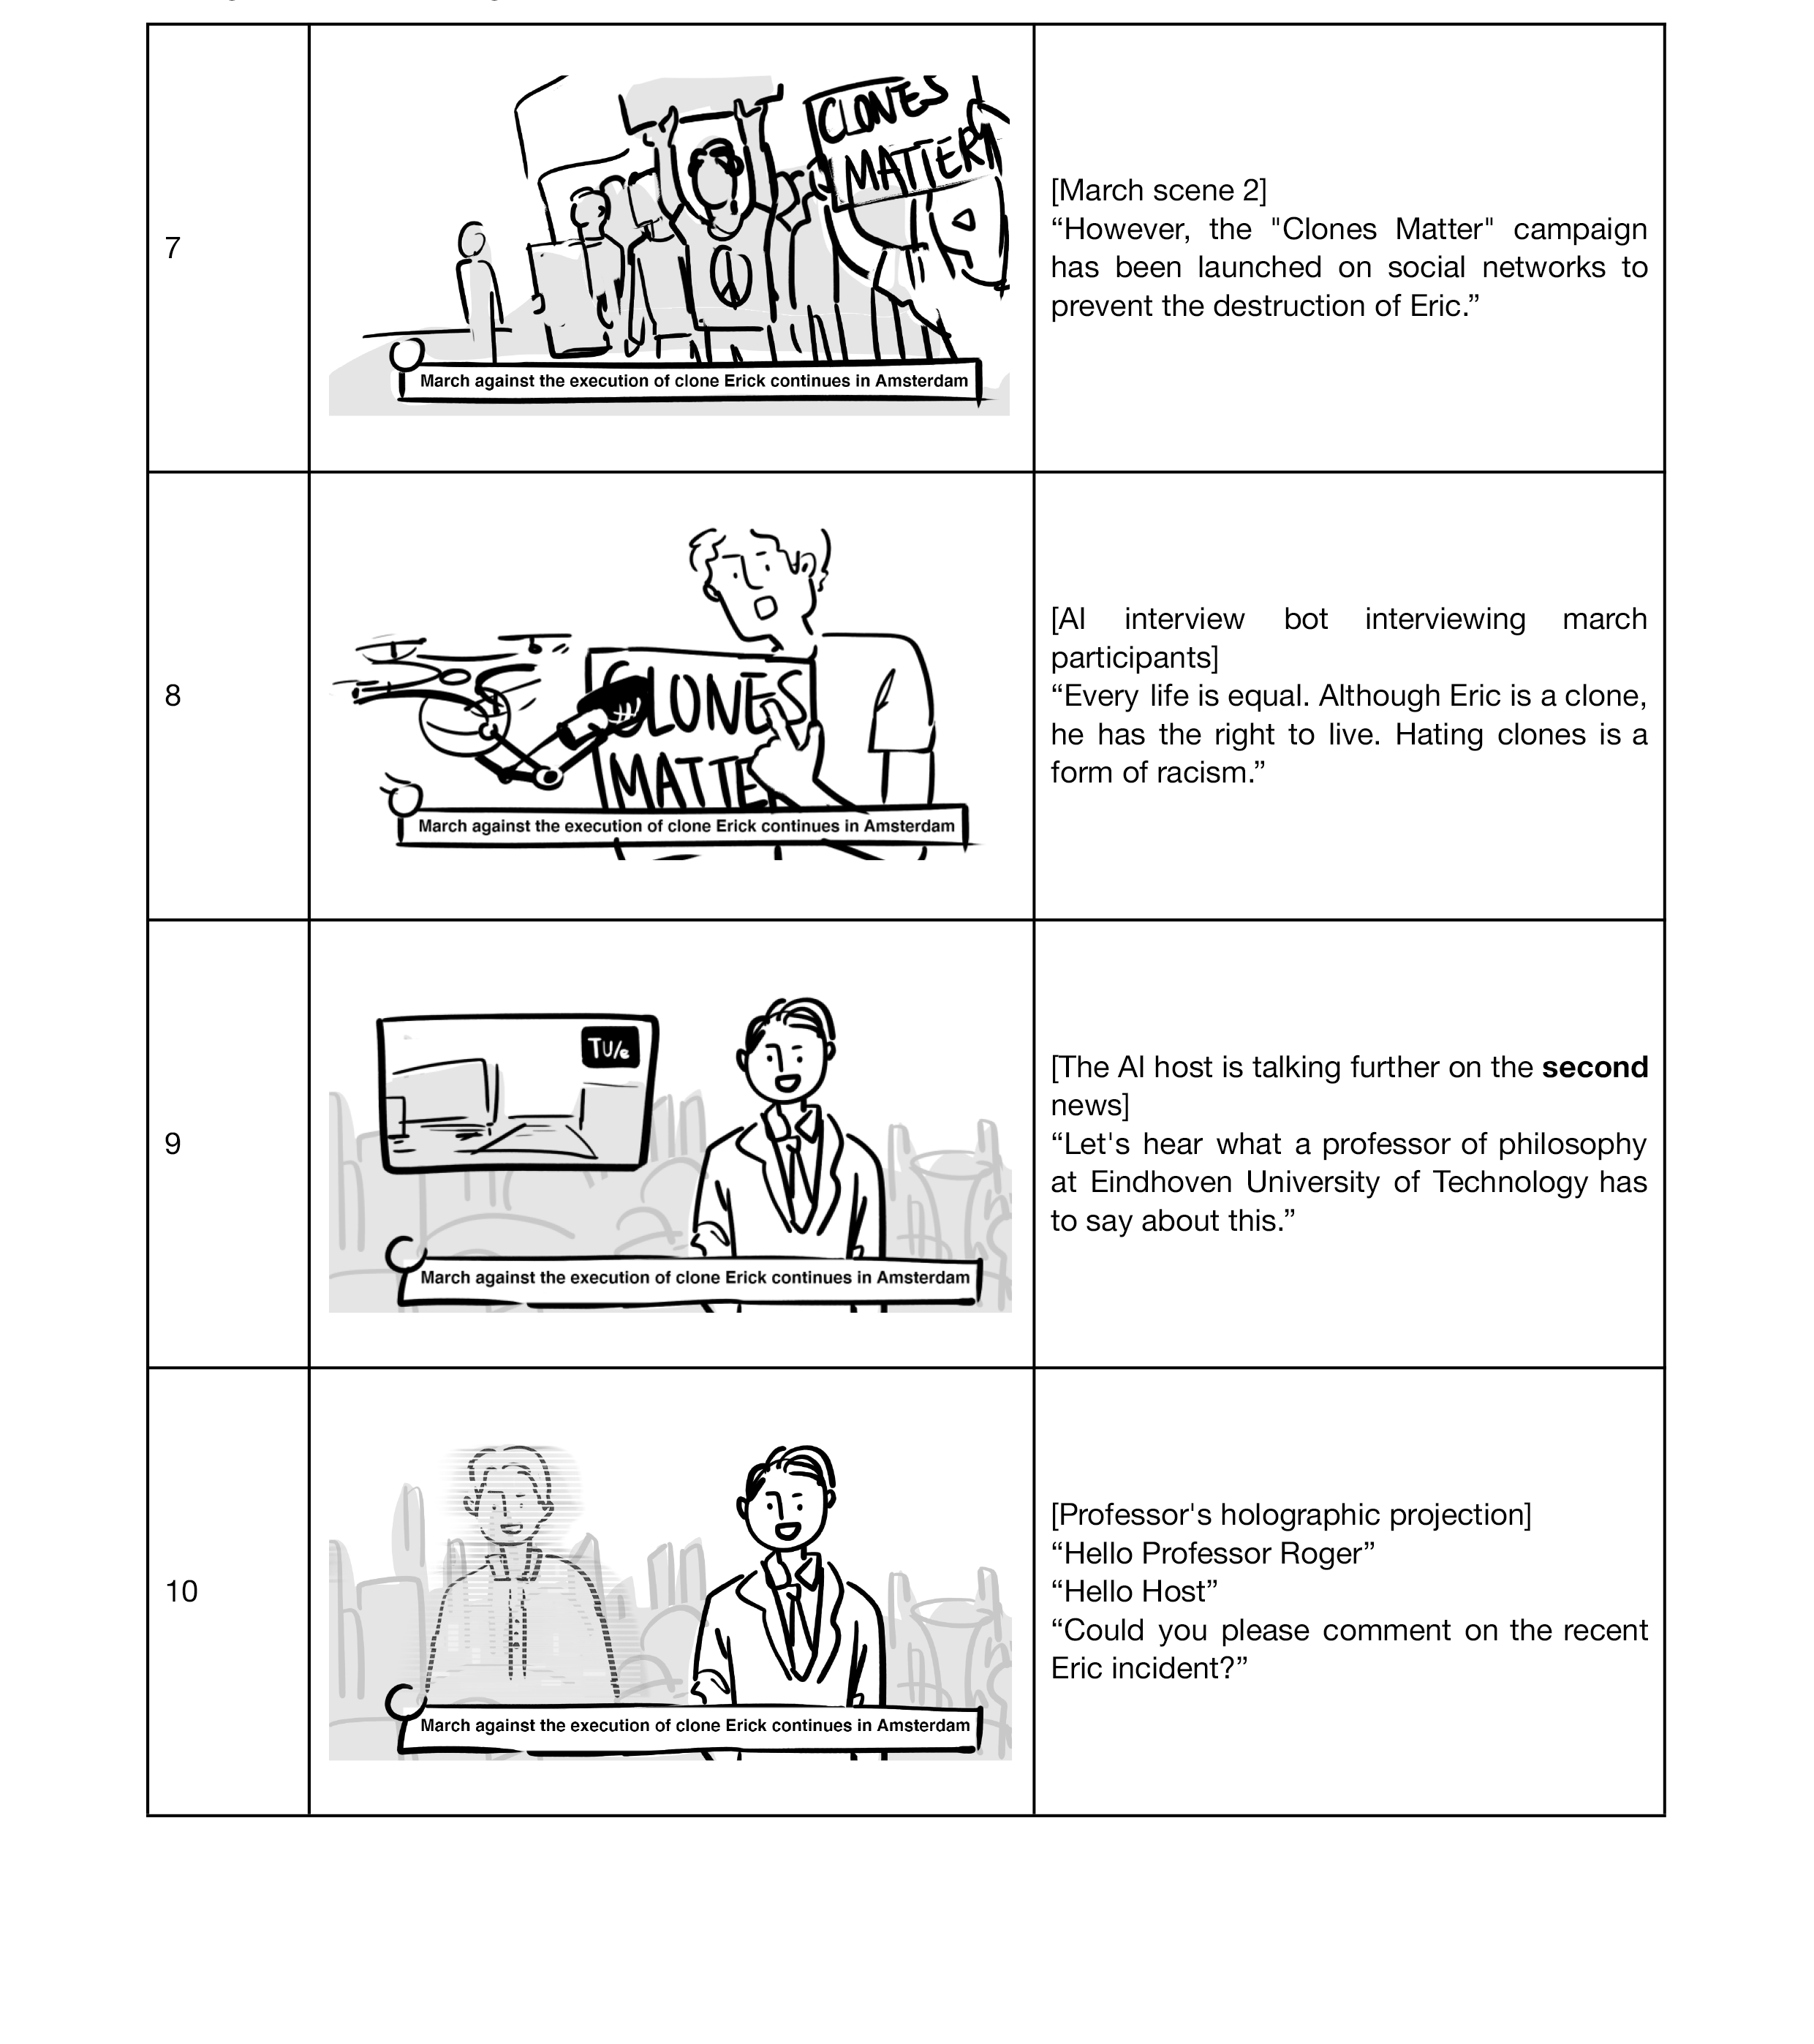 7
CLONES
MATTER
March against the execution of clone Erick continues in Amsterdam
[March scene 2]
“However, the "Clones Matter" campaign
has been launched on social networks to
prevent the destruction of Eric.”
8
CLONES
MATTE
March against the execution of clone Erick continues in Amsterdam
[AI interview bot interviewing march
participants]
“Every life is equal. Although Eric is a clone,
he has the right to live. Hating clones is a
form of racism.”
9
TU/e
March against the execution of clone Erick continues in Amsterdam
[The AI host is talking further on the second
news]
“Let's hear what a professor of philosophy
at Eindhoven University of Technology has
to say about this.”
10
March against the execution of clone Erick continues in Amsterdam
[Professor's holographic projection]
“Hello Professor Roger”
“Hello Host”
“Could you please comment on the recent
Eric incident?”